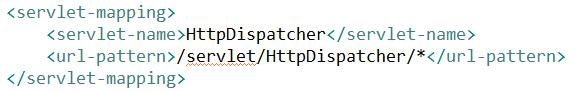 <servlet-mapping>
    <servlet-name>HttpDispatcher</servlet-name>
    <url-pattern>/servlet/HttpDispatcher/*</url-pattern>
</servlet-mapping>